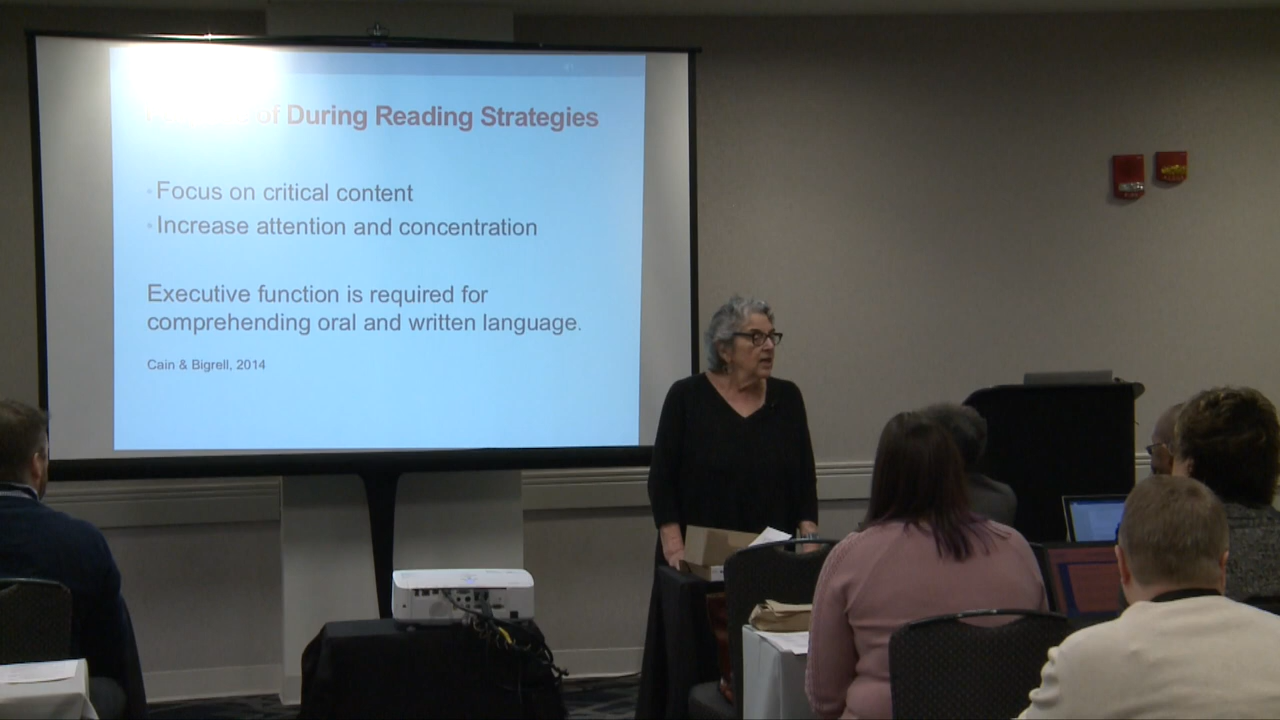 of During Reading Strategies
Focus on critical content
Increase attention and concentration
Executive function is required for
comprehending oral and written language.
Cain & Bigrell, 2014